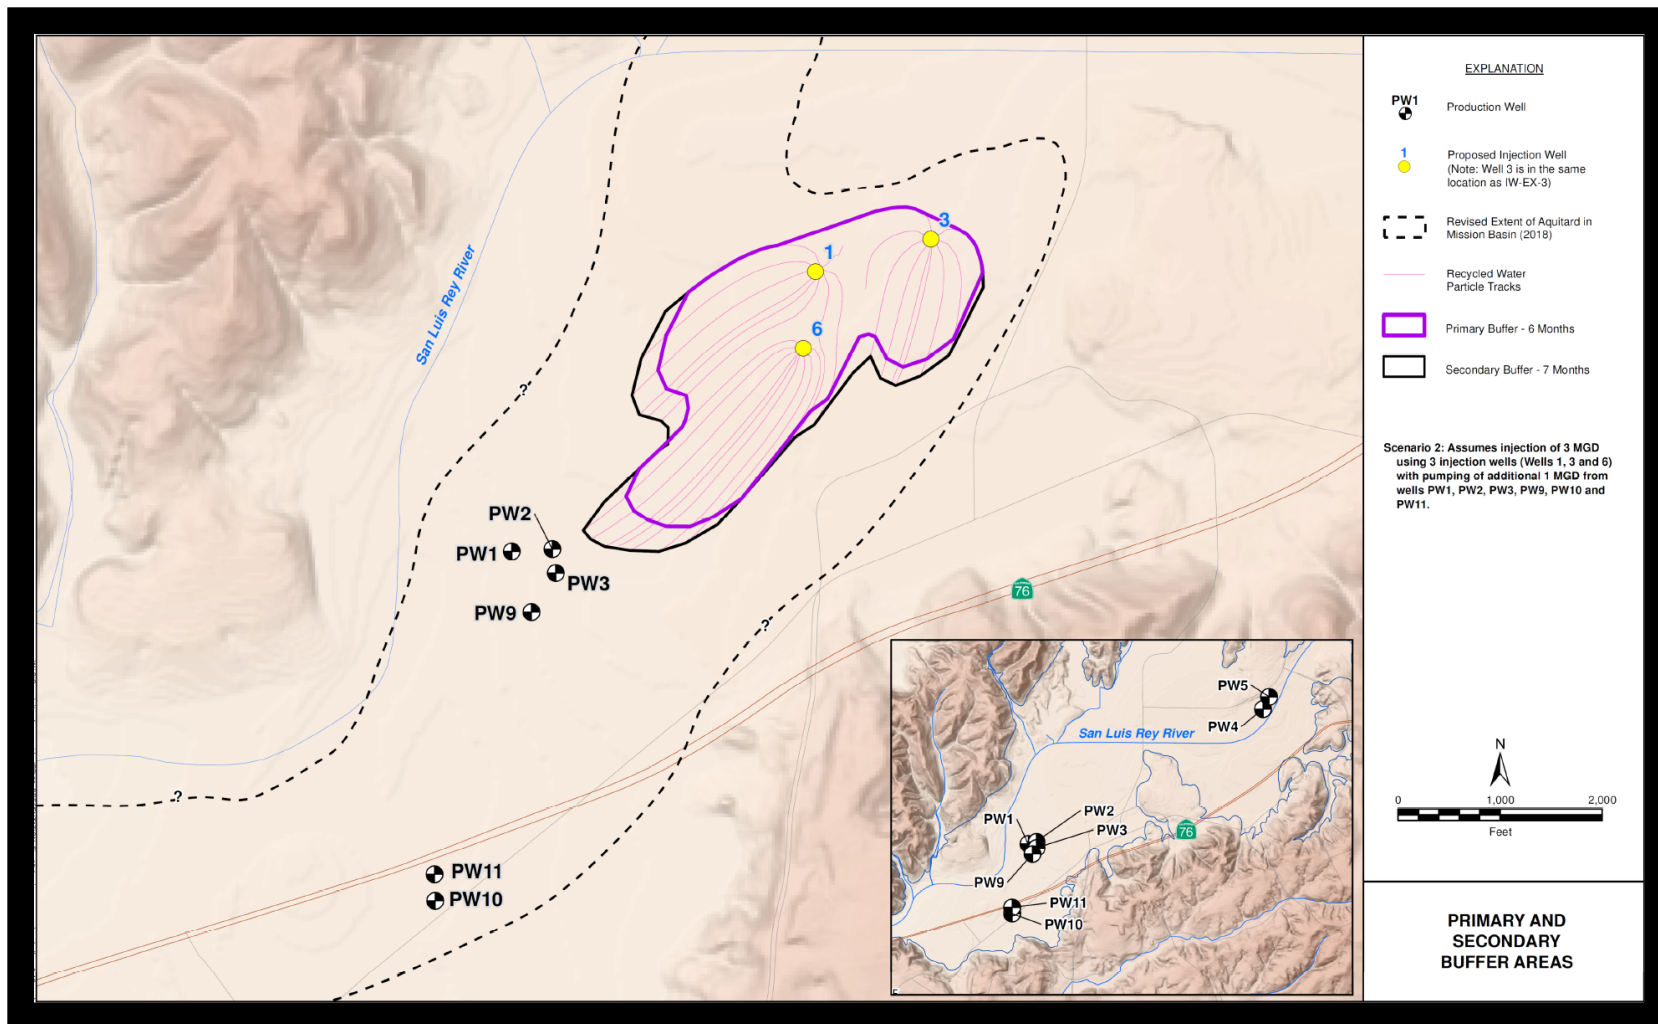 3
1
6
San Luis Rey River
?
PW2
PW1
PW3
PW9
76
?
?
PW11
PW10
PW5
PW4
San Luis Rey River
PW1
PW2
PW3
76
PW9
PW11
PW10
EXPLANATION
PW1
Production Well
1
Proposed Injection Well
(Note: Well 3 is in the same
location as IW-EX-3)
Revised Extent of Aquitard in
Mission Basin (2018)
Recycled Water
Particle Tracks
Primary Buffer - 6 Months
Secondary Buffer - 7 Months
Scenario 2: Assumes injection of 3 MGD
using 3 injection wells (Wells 1, 3 and 6)
with pumping of additional 1 MGD from
wells PW1, PW2, PW3, PW9, PW10 and
PW11.
N
0 1,000 2,000
Feet
PRIMARY AND
SECONDARY
BUFFER AREAS